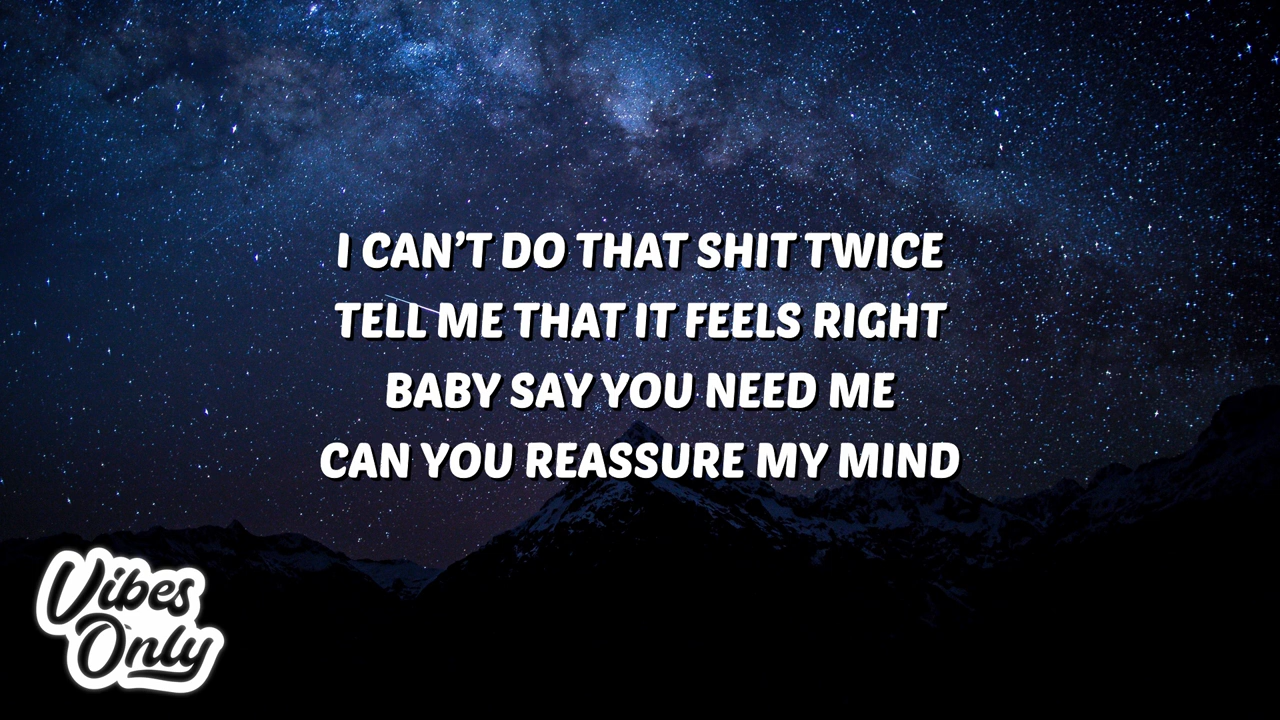 I CAN'T DO THAT SHIT TWICE
TELL ME THAT IT FEELS RIGHT
BABY SAY YOU NEED ME
CAN YOU REASSURE MY MIND
Vibes
Only